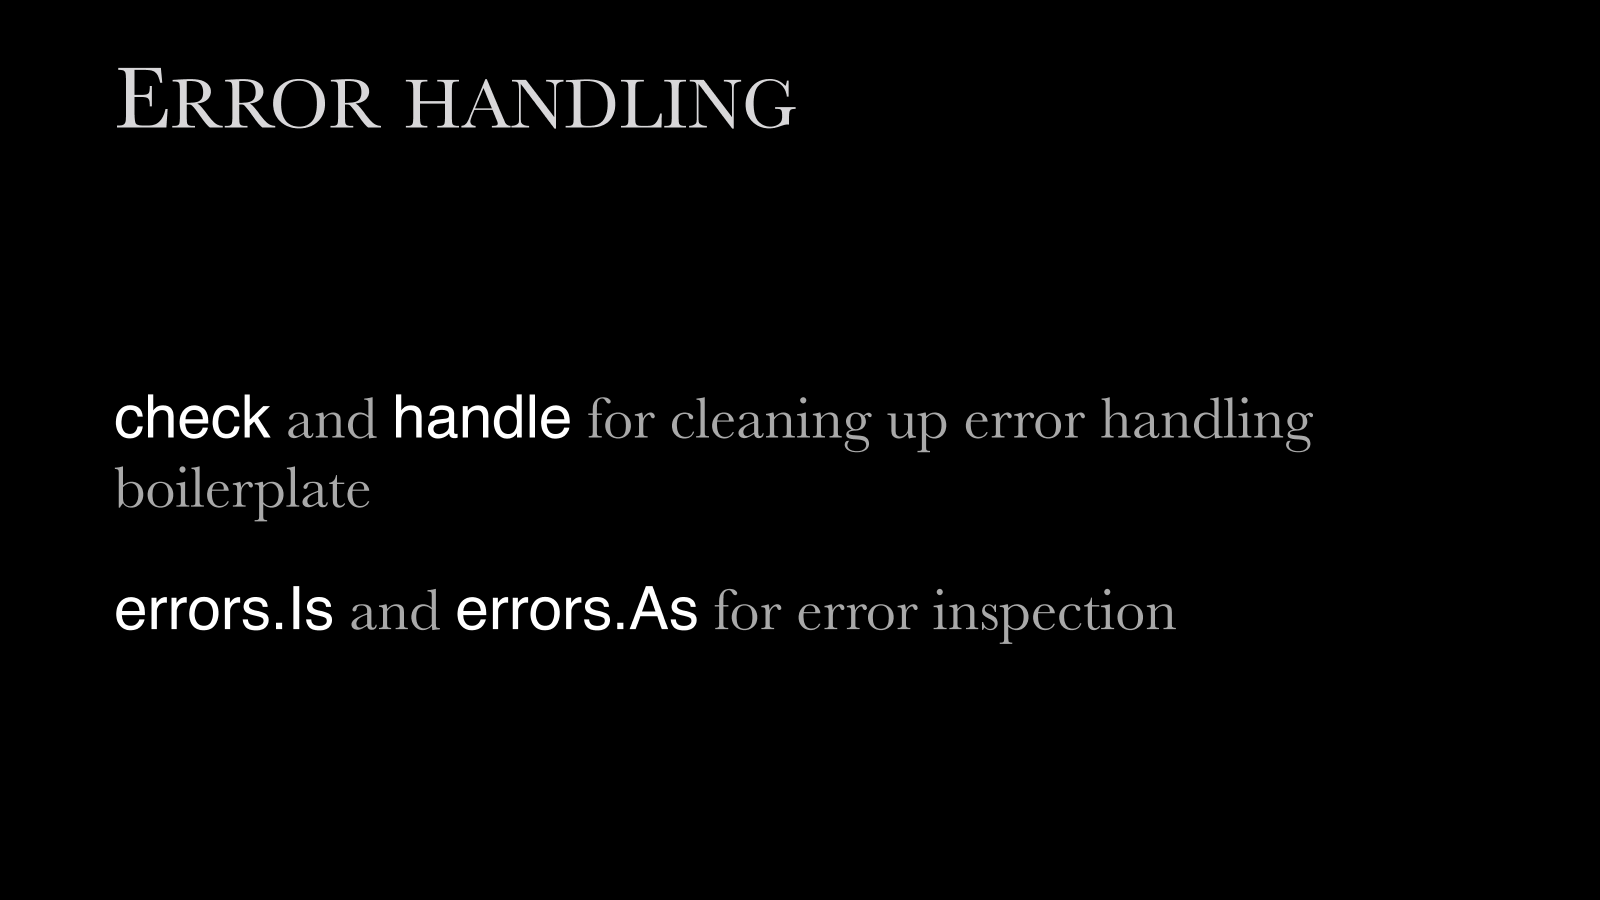 ERROR HANDLING
check and handle for cleaning up error handling
boilerplate
errors.Is and errors.As for error inspection